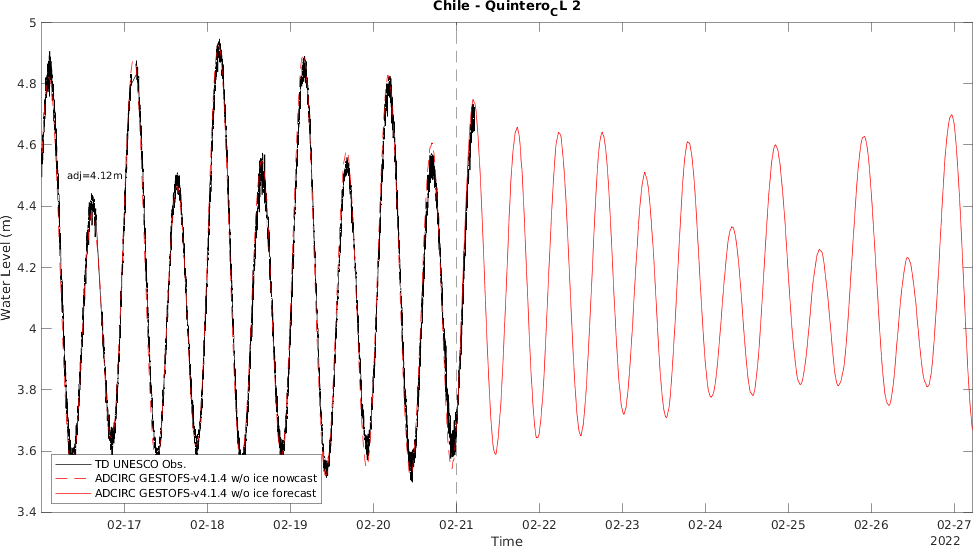 Chile - Quintero_CL 2
Water Level (m)
5
4.8
4.6
4.4
4.2
4
3.8
3.6
3.4
adj=4.12m
TD UNESCO Obs.
ADCIRC GESTOFS-v4.1.4 w/o ice nowcast
ADCIRC GESTOFS-v4.1.4 w/o ice forecast
02-17 02-18 02-19 02-20 02-21 02-22 02-23 02-24 02-25 02-26 02-27
Time 2022